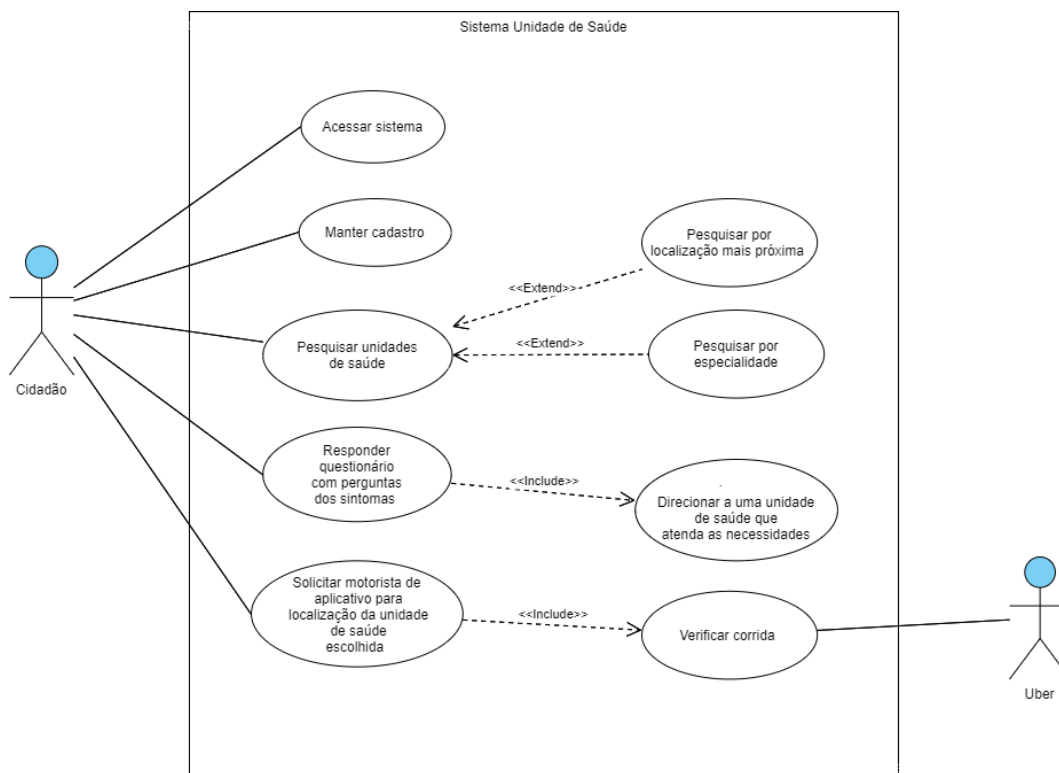 Sistema Unidade de Saúde
Acessar sistema
Manter cadastro
Pesquisar por
localização mais próxima
<<Extend>>
Pesquisar unidades
de saúde
<<Extend>>
Pesquisar por
especialidade
Cidadão
Responder
questionário
com perguntas
dos sintomas
<<Include>>
Direcionar a uma unidade
de saúde que
atenda as necessidades
Solicitar motorista de
aplicativo para
localização da unidade
de saúde
escolhida
<<Include>>
Verificar corrida
Uber